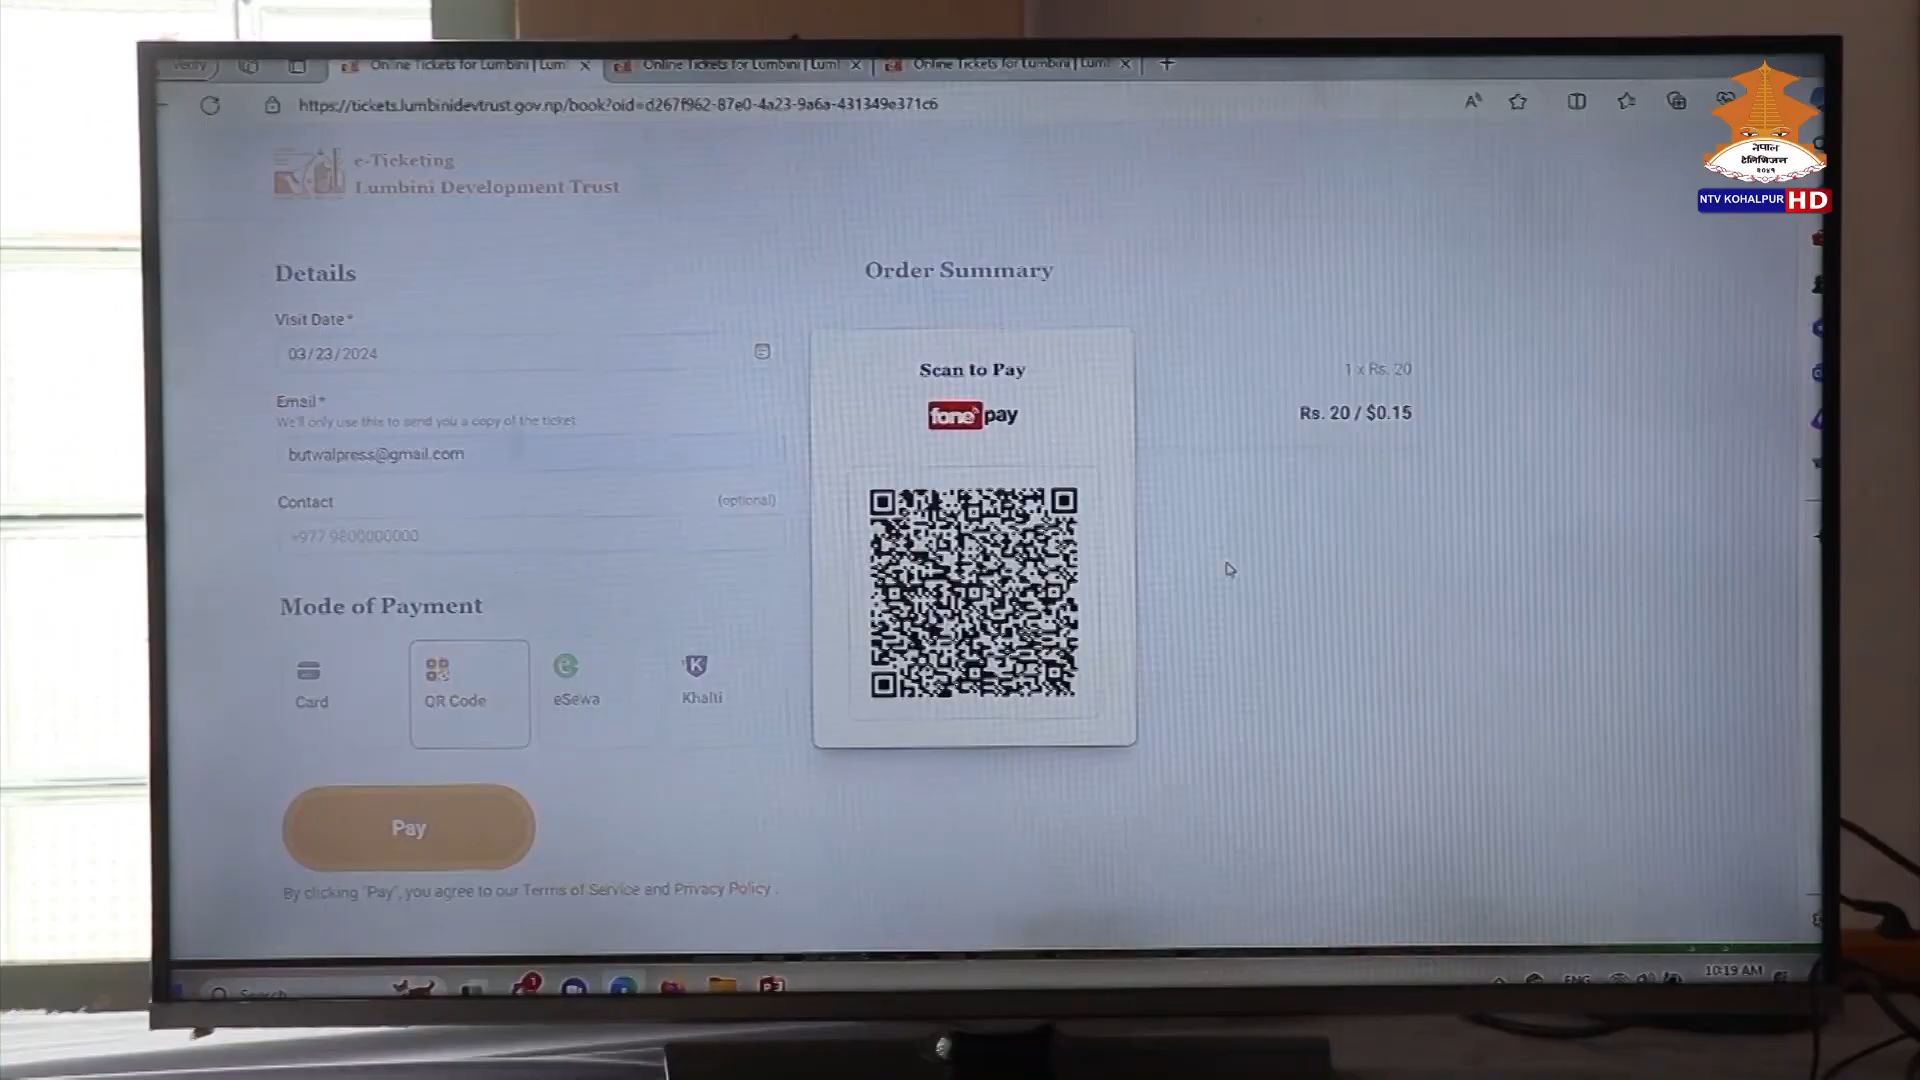 Verify
Online Tickets for Lumbini | Lum
Online Tickets for Lumbini | Lum
Online Tickets for Lumbini | Lum
https://tickets.lumbinidevtrust.gov.np/book?oid=d267f962-87e0-4a23-9a6a-431349e371c6
नेपाल
टेलिभिजन
२०४१
NTV KOHALPUR HD
e-Ticketing
Lumbini Development Trust
Details
Visit Date*
03/23/2024
Email*
We'll only use this to send you a copy of the ticket
butwalpress@gmail.com
Contact
(optional)
+977 9800000000
Mode of Payment
Card
QR Code
eSewa
Khalti
Pay
By clicking "Pay", you agree to our Terms of Service and Privacy Policy .
Order Summary
Scan to Pay
fonepay
1 x Rs. 20
Rs. 20 / $0.15
Search
ENG
10:19 AM